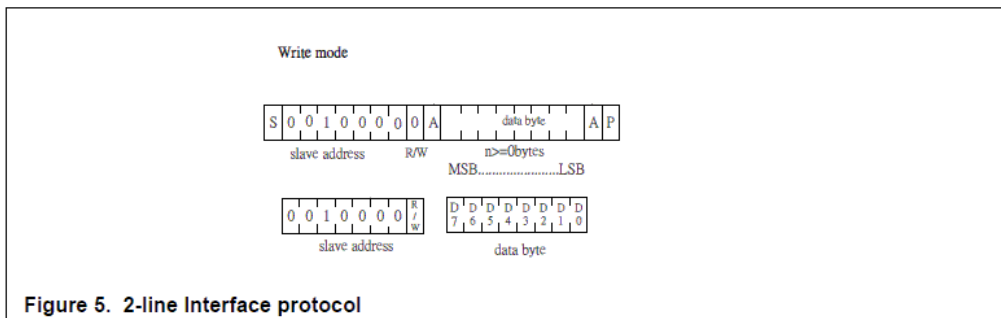 Write mode
S 0 0 1 0 0 0 0 0 A data byte A P
slave address R/W n>=0bytes
MSB........................LSB
0 0 1 0 0 0 0 R/W D7 D6 D5 D4 D3 D2 D1 D0
slave address data byte
Figure 5. 2-line Interface protocol